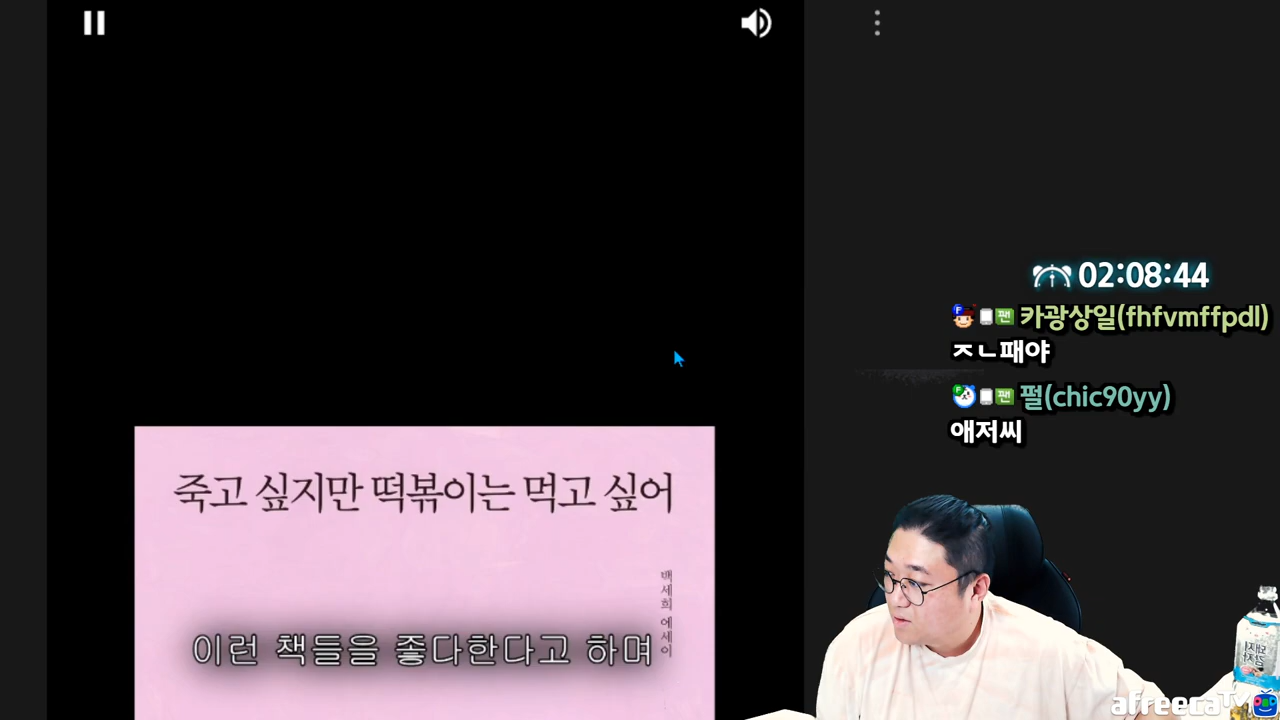 02:08:44
카광상일(fhfvmffpdl)
ㅈㄴ패야
펄(chic90yy)
애저씨
죽고 싶지만 떡볶이는 먹고 싶어
백세희 에세이
이런 책들을 좋다한다고 하며
afreecaTV